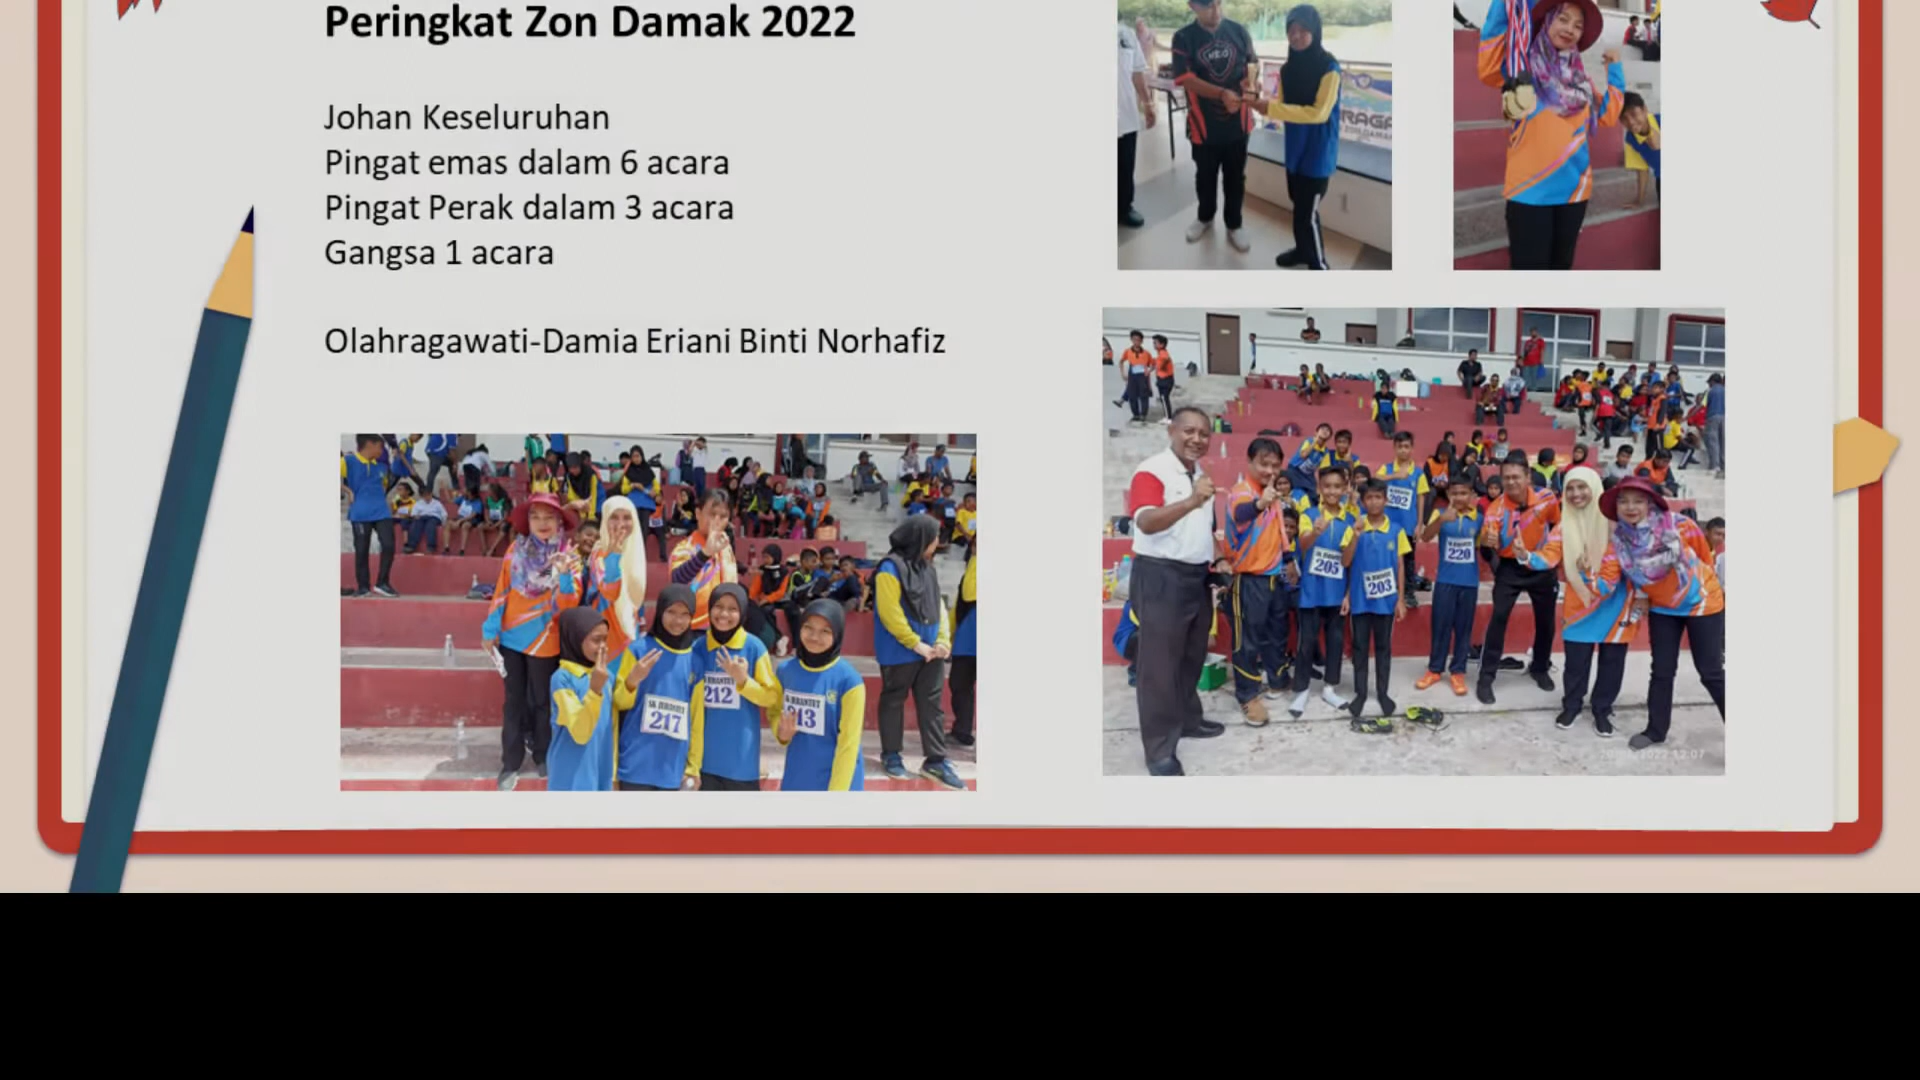 Peringkat Zon Damak 2022
Johan Keseluruhan
Pingat emas dalam 6 acara
Pingat Perak dalam 3 acara
Gangsa 1 acara
Olahragawati-Damia Eriani Binti Norhafiz
217
212
213
202
205
203
220